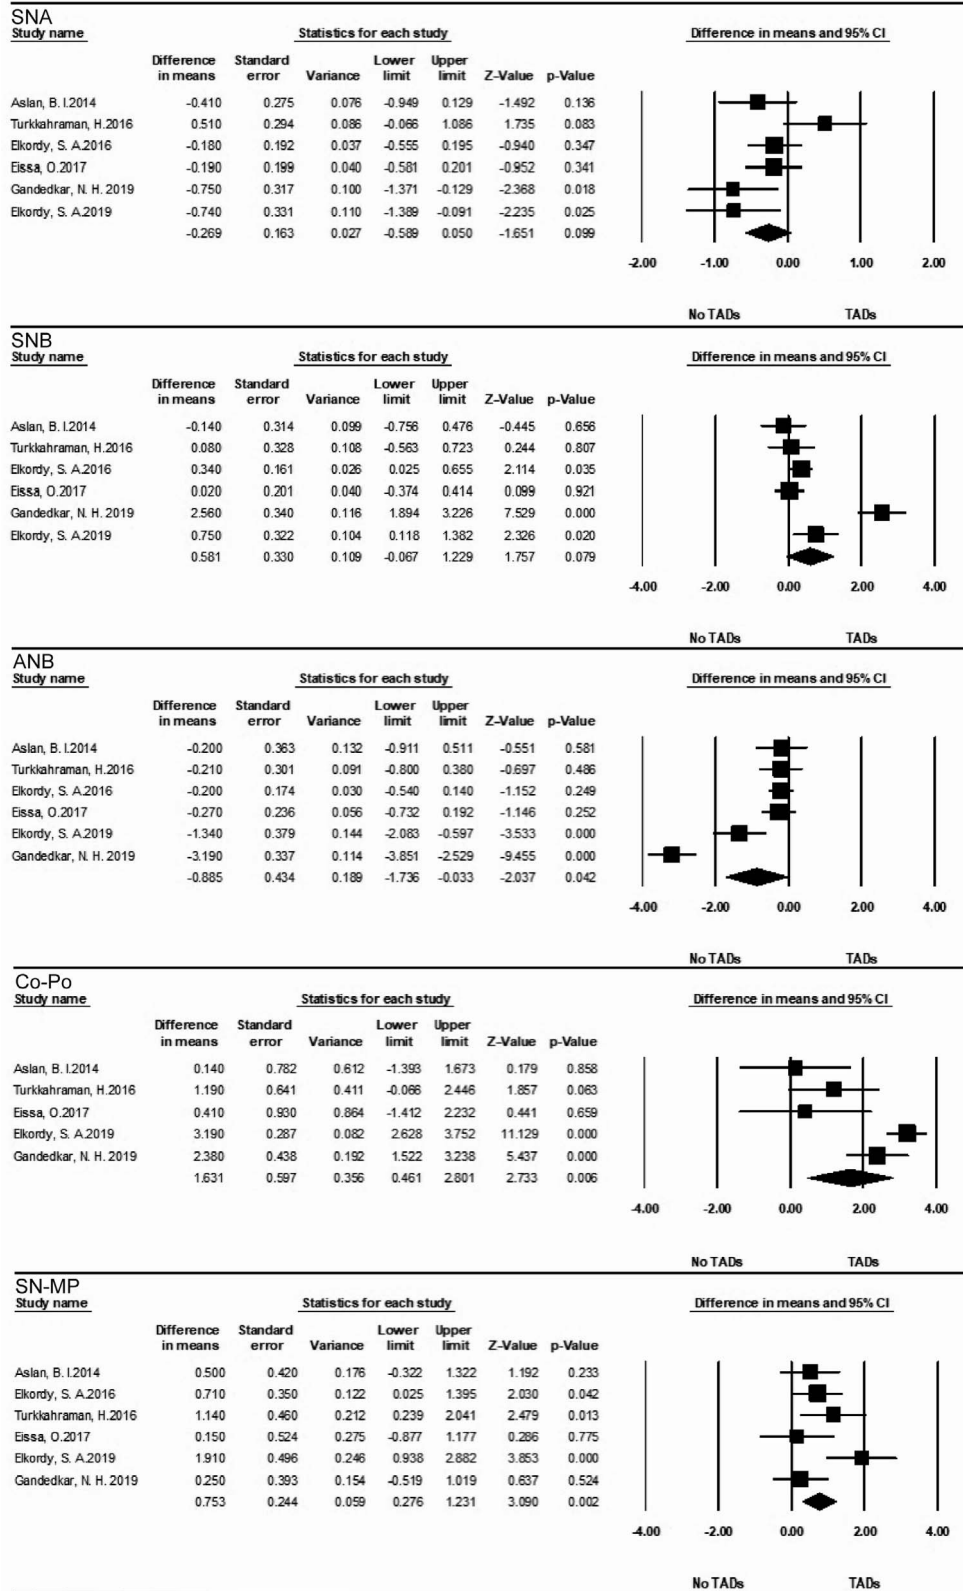 SNA
Study name Statistics for each study Difference in means and 95% CI
Difference Standard Lower Upper
in means error Variance limit limit Z-Value p-Value
Aslan, B. I.2014 -0.410 0.275 0.076 -0.949 0.129 -1.492 0.136
Turkkahraman, H.2016 0.510 0.294 0.086 -0.066 1.086 1.735 0.083
Elkordy, S. A.2016 -0.180 0.192 0.037 -0.555 0.195 -0.940 0.347
Eissa, O.2017 -0.190 0.199 0.040 -0.581 0.201 -0.952 0.341
Gandedkar, N. H. 2019 -0.750 0.317 0.100 -1.371 -0.129 -2.368 0.018
Elkordy, S. A.2019 -0.740 0.331 0.110 -1.389 -0.091 -2.235 0.025
-0.269 0.163 0.027 -0.589 0.050 -1.651 0.099
-2.00 -1.00 0.00 1.00 2.00
No TADs TADs
SNB
Study name Statistics for each study Difference in means and 95% CI
Difference Standard Lower Upper
in means error Variance limit limit Z-Value p-Value
Aslan, B. I.2014 -0.140 0.314 0.099 -0.756 0.476 -0.445 0.656
Turkkahraman, H.2016 0.080 0.328 0.108 -0.563 0.723 0.244 0.807
Elkordy, S. A.2016 0.340 0.161 0.026 0.025 0.655 2.114 0.035
Eissa, O.2017 0.020 0.201 0.040 -0.374 0.414 0.099 0.921
Gandedkar, N. H. 2019 2.560 0.340 0.116 1.894 3.226 7.529 0.000
Elkordy, S. A.2019 0.750 0.322 0.104 0.118 1.382 2.326 0.020
0.581 0.330 0.109 -0.067 1.229 1.757 0.079
-4.00 -2.00 0.00 2.00 4.00
No TADs TADs
ANB
Study name Statistics for each study Difference in means and 95% CI
Difference Standard Lower Upper
in means error Variance limit limit Z-Value p-Value
Aslan, B. I.2014 -0.200 0.363 0.132 -0.911 0.511 -0.551 0.581
Turkkahraman, H.2016 -0.210 0.301 0.091 -0.800 0.380 -0.697 0.486
Elkordy, S. A.2016 -0.200 0.174 0.030 -0.540 0.140 -1.152 0.249
Eissa, O.2017 -0.270 0.236 0.056 -0.732 0.192 -1.146 0.252
Elkordy, S. A.2019 -1.340 0.379 0.144 -2.083 -0.597 -3.533 0.000
Gandedkar, N. H. 2019 -3.190 0.337 0.114 -3.851 -2.529 -9.455 0.000
-0.885 0.434 0.189 -1.736 -0.033 -2.037 0.042
-4.00 -2.00 0.00 2.00 4.00
No TADs TADs
Co-Po
Study name Statistics for each study Difference in means and 95% CI
Difference Standard Lower Upper
in means error Variance limit limit Z-Value p-Value
Aslan, B. I.2014 0.140 0.782 0.612 -1.393 1.673 0.179 0.858
Turkkahraman, H.2016 1.190 0.641 0.411 -0.066 2.446 1.857 0.063
Eissa, O.2017 0.410 0.930 0.864 -1.412 2.232 0.441 0.659
Elkordy, S. A.2019 3.190 0.287 0.082 2.628 3.752 11.129 0.000
Gandedkar, N. H. 2019 2.380 0.438 0.192 1.522 3.238 5.437 0.000
1.631 0.597 0.356 0.461 2.801 2.733 0.006
-4.00 -2.00 0.00 2.00 4.00
No TADs TADs
SN-MP
Study name Statistics for each study Difference in means and 95% CI
Difference Standard Lower Upper
in means error Variance limit limit Z-Value p-Value
Aslan, B. I.2014 0.500 0.420 0.176 -0.322 1.322 1.192 0.233
Elkordy, S. A.2016 0.710 0.350 0.122 0.025 1.395 2.030 0.042
Turkkahraman, H.2016 1.140 0.460 0.212 0.239 2.041 2.479 0.013
Eissa, O.2017 0.150 0.524 0.275 -0.877 1.177 0.286 0.775
Elkordy, S. A.2019 1.910 0.496 0.246 0.938 2.882 3.853 0.000
Gandedkar, N. H. 2019 0.250 0.393 0.154 -0.519 1.019 0.637 0.524
0.753 0.244 0.059 0.276 1.231 3.090 0.002
-4.00 -2.00 0.00 2.00 4.00
No TADs TADs